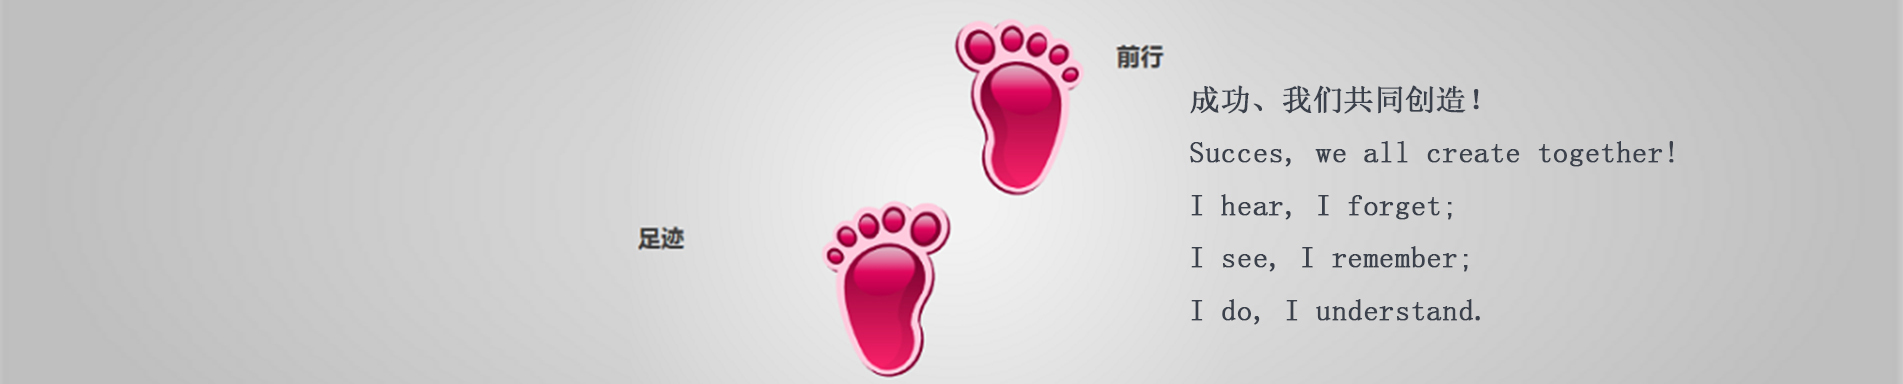 前行
成功、我们共同创造！
Succes, we all create together!
I hear, I forget;
足迹
I see, I remember;
I do, I understand.